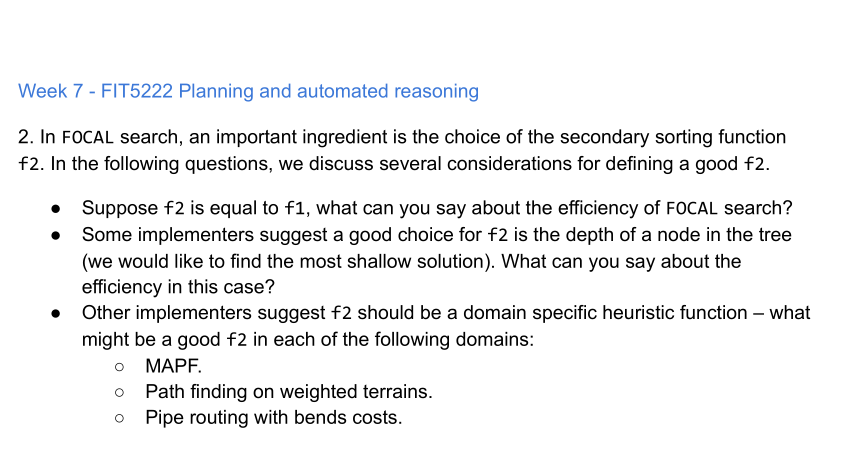 Week 7 - FIT5222 Planning and automated reasoning
2. In FOCAL search, an important ingredient is the choice of the secondary sorting function
f2. In the following questions, we discuss several considerations for defining a good f2.
● Suppose f2 is equal to f1, what can you say about the efficiency of FOCAL search?
● Some implementers suggest a good choice for f2 is the depth of a node in the tree
(we would like to find the most shallow solution). What can you say about the
efficiency in this case?
● Other implementers suggest f2 should be a domain specific heuristic function – what
might be a good f2 in each of the following domains:
○ MAPF.
○ Path finding on weighted terrains.
○ Pipe routing with bends costs.